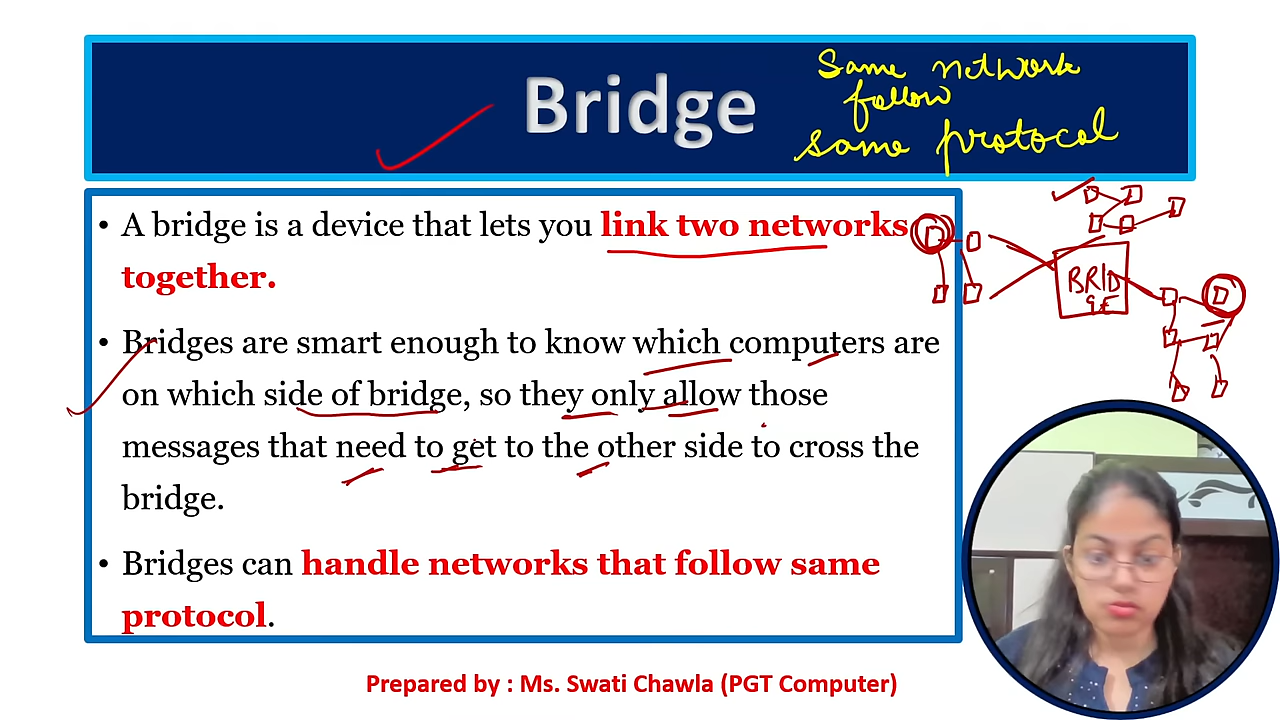 Bridge
Same network
follow
same protocol
• A bridge is a device that lets you link two networks
together.
• Bridges are smart enough to know which computers are
on which side of bridge, so they only allow those
messages that need to get to the other side to cross the
bridge.
• Bridges can handle networks that follow same
protocol.
BRID
GE
D
D
Prepared by : Ms. Swati Chawla (PGT Computer)